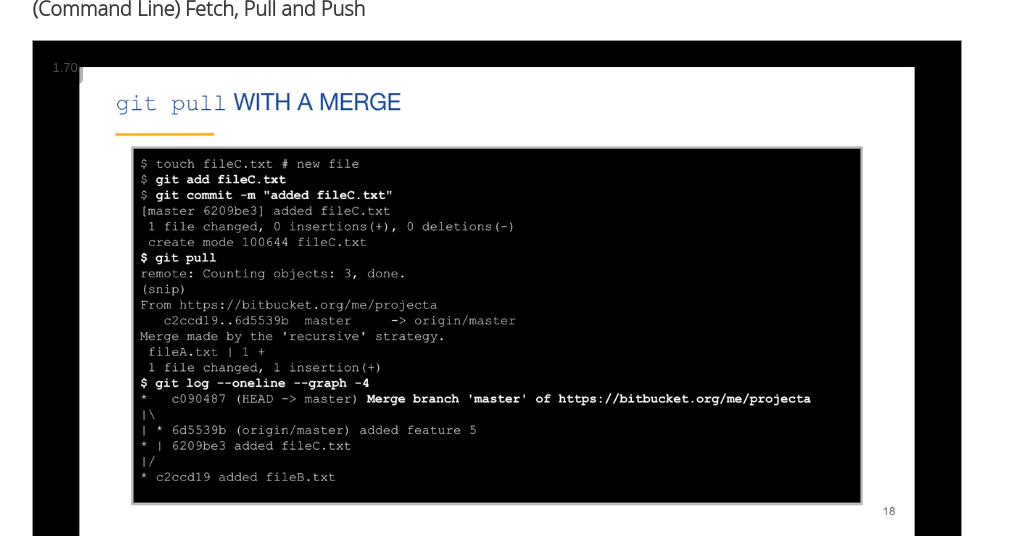 (Command Line) Fetch, Pull and Push
1.70
git pull WITH A MERGE
$ touch fileC.txt # new file
$ git add fileC.txt
$ git commit -m "added fileC.txt"
[master 6209be3] added fileC.txt
 1 file changed, 0 insertions(+), 0 deletions(-)
 create mode 100644 fileC.txt
$ git pull
remote: Counting objects: 3, done.
(snip)
From https://bitbucket.org/me/projecta
   c2ccd19..6d5539b  master     -> origin/master
Merge made by the 'recursive' strategy.
 fileA.txt | 1 +
 1 file changed, 1 insertion(+)
$ git log --oneline --graph -4
*   c090487 (HEAD -> master) Merge branch 'master' of https://bitbucket.org/me/projecta
|\
| * 6d5539b (origin/master) added feature 5
* | 6209be3 added fileC.txt
|/
* c2ccd19 added fileB.txt
18